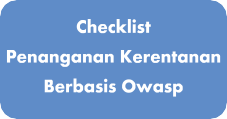 Checklist
Penanganan Kerentanan
Berbasis Owasp